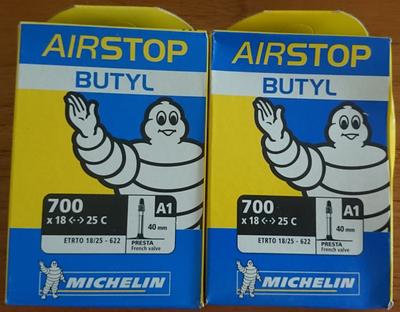 AIRSTOP
BUTYL
700
x 18 <··> 25 C
A1
40 mm
PRESTA
French valve
ETRTO 18/25 - 622
MICHELIN
AIRSTOP
BUTYL
700
x 18 <··> 25 C
A1
40 mm
PRESTA
French valve
ETRTO 18/25 - 622
MICHELIN